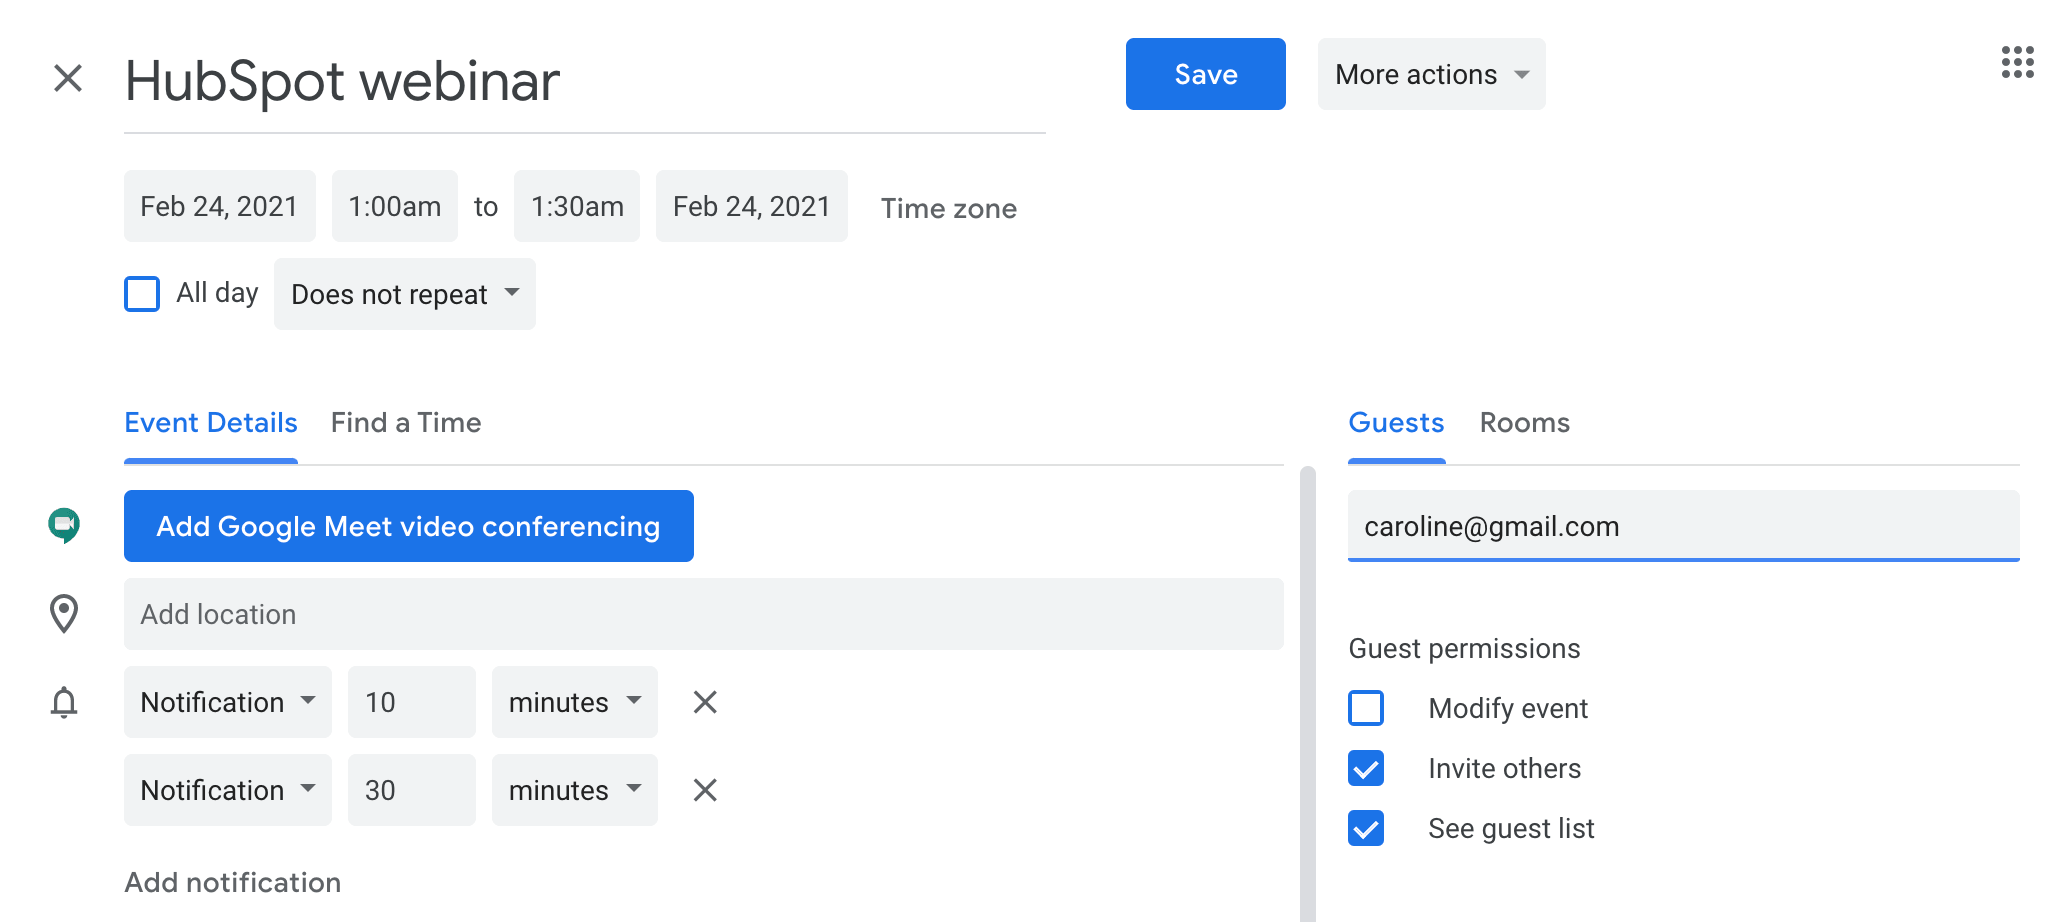 HubSpot webinar
Save
More actions
Feb 24, 2021 1:00am to 1:30am Feb 24, 2021 Time zone
All day Does not repeat
Event Details Find a Time
Add Google Meet video conferencing
Add location
Notification 10 minutes
Notification 30 minutes
Add notification
Guests Rooms
caroline@gmail.com
Guest permissions
Modify event
Invite others
See guest list